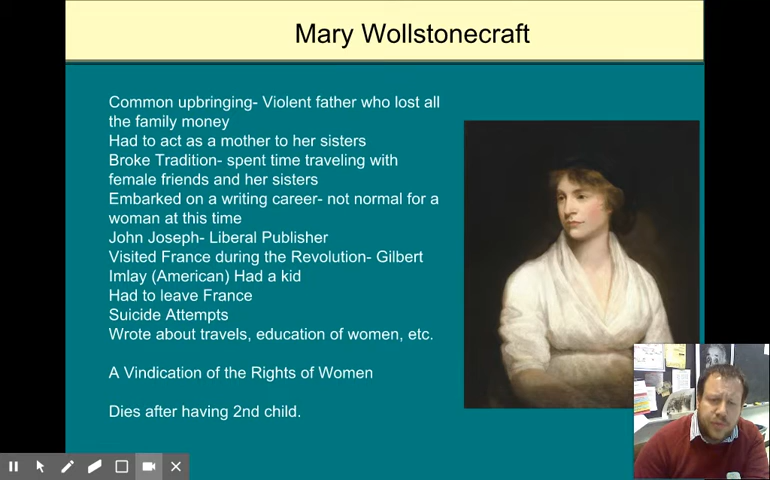 Mary Wollstonecraft
Common upbringing- Violent father who lost all
the family money
Had to act as a mother to her sisters
Broke Tradition- spent time traveling with
female friends and her sisters
Embarked on a writing career- not normal for a
woman at this time
John Joseph- Liberal Publisher
Visited France during the Revolution- Gilbert
Imlay (American) Had a kid
Had to leave France
Suicide Attempts
Wrote about travels, education of women, etc.
A Vindication of the Rights of Women
Dies after having 2nd child.